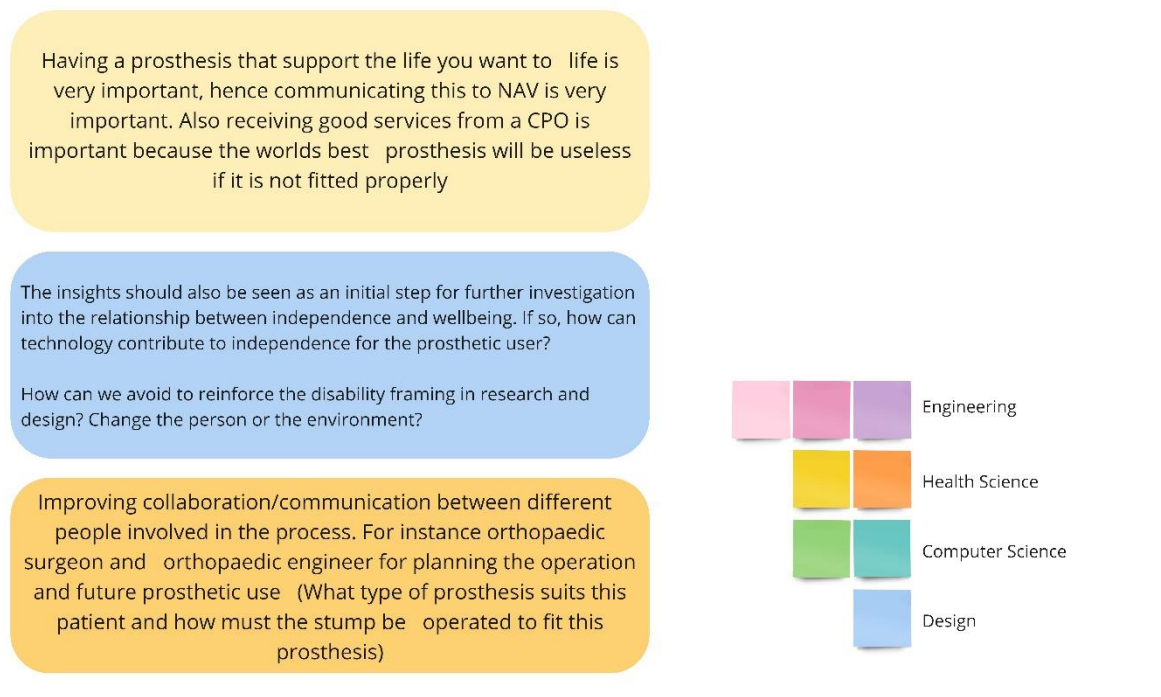 Having a prosthesis that support the life you want to life is
very important, hence communicating this to NAV is very
important. Also receiving good services from a CPO is
important because the worlds best prosthesis will be useless
if it is not fitted properly
The insights should also be seen as an initial step for further investigation
into the relationship between independence and wellbeing. If so, how can
technology contribute to independence for the prosthetic user?
How can we avoid to reinforce the disability framing in research and
design? Change the person or the environment?
Improving collaboration/communication between different
people involved in the process. For instance orthopaedic
surgeon and orthopaedic engineer for planning the operation
and future prosthetic use (What type of prosthesis suits this
patient and how must the stump be operated to fit this
prosthesis)
Engineering
Health Science
Computer Science
Design